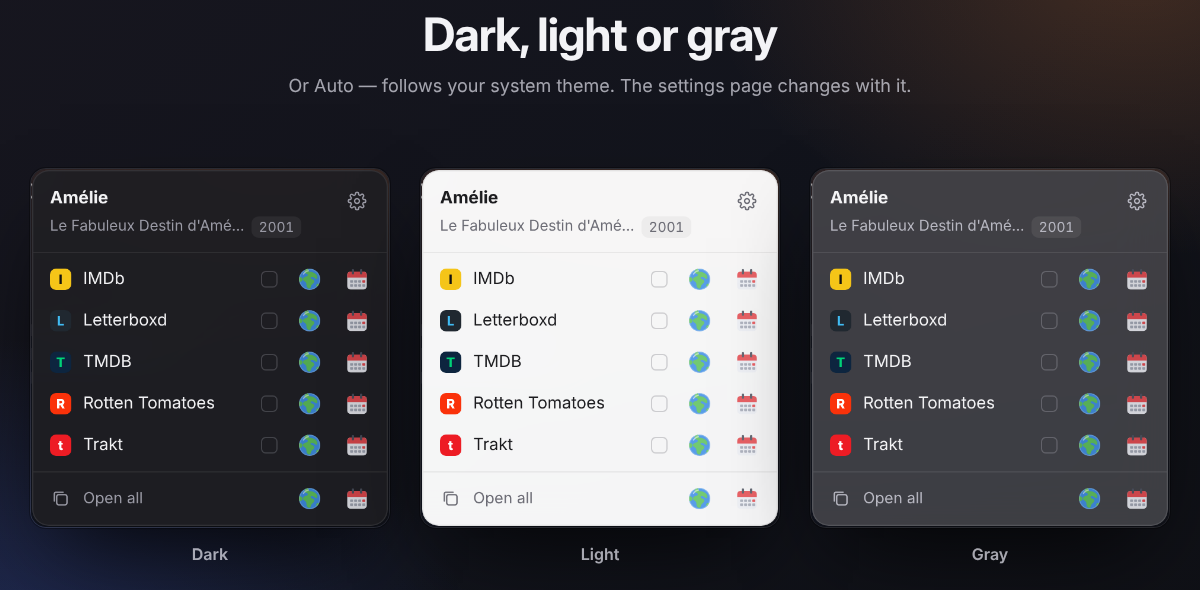 Dark, light or gray
Or Auto — follows your system theme. The settings page changes with it.
Amélie
Le Fabuleux Destin d'Amé... 2001
I IMDb
L Letterboxd
T TMDB
R Rotten Tomatoes
t Trakt
Open all
Dark
Amélie
Le Fabuleux Destin d'Amé... 2001
I IMDb
L Letterboxd
T TMDB
R Rotten Tomatoes
t Trakt
Open all
Light
Amélie
Le Fabuleux Destin d'Amé... 2001
I IMDb
L Letterboxd
T TMDB
R Rotten Tomatoes
t Trakt
Open all
Gray